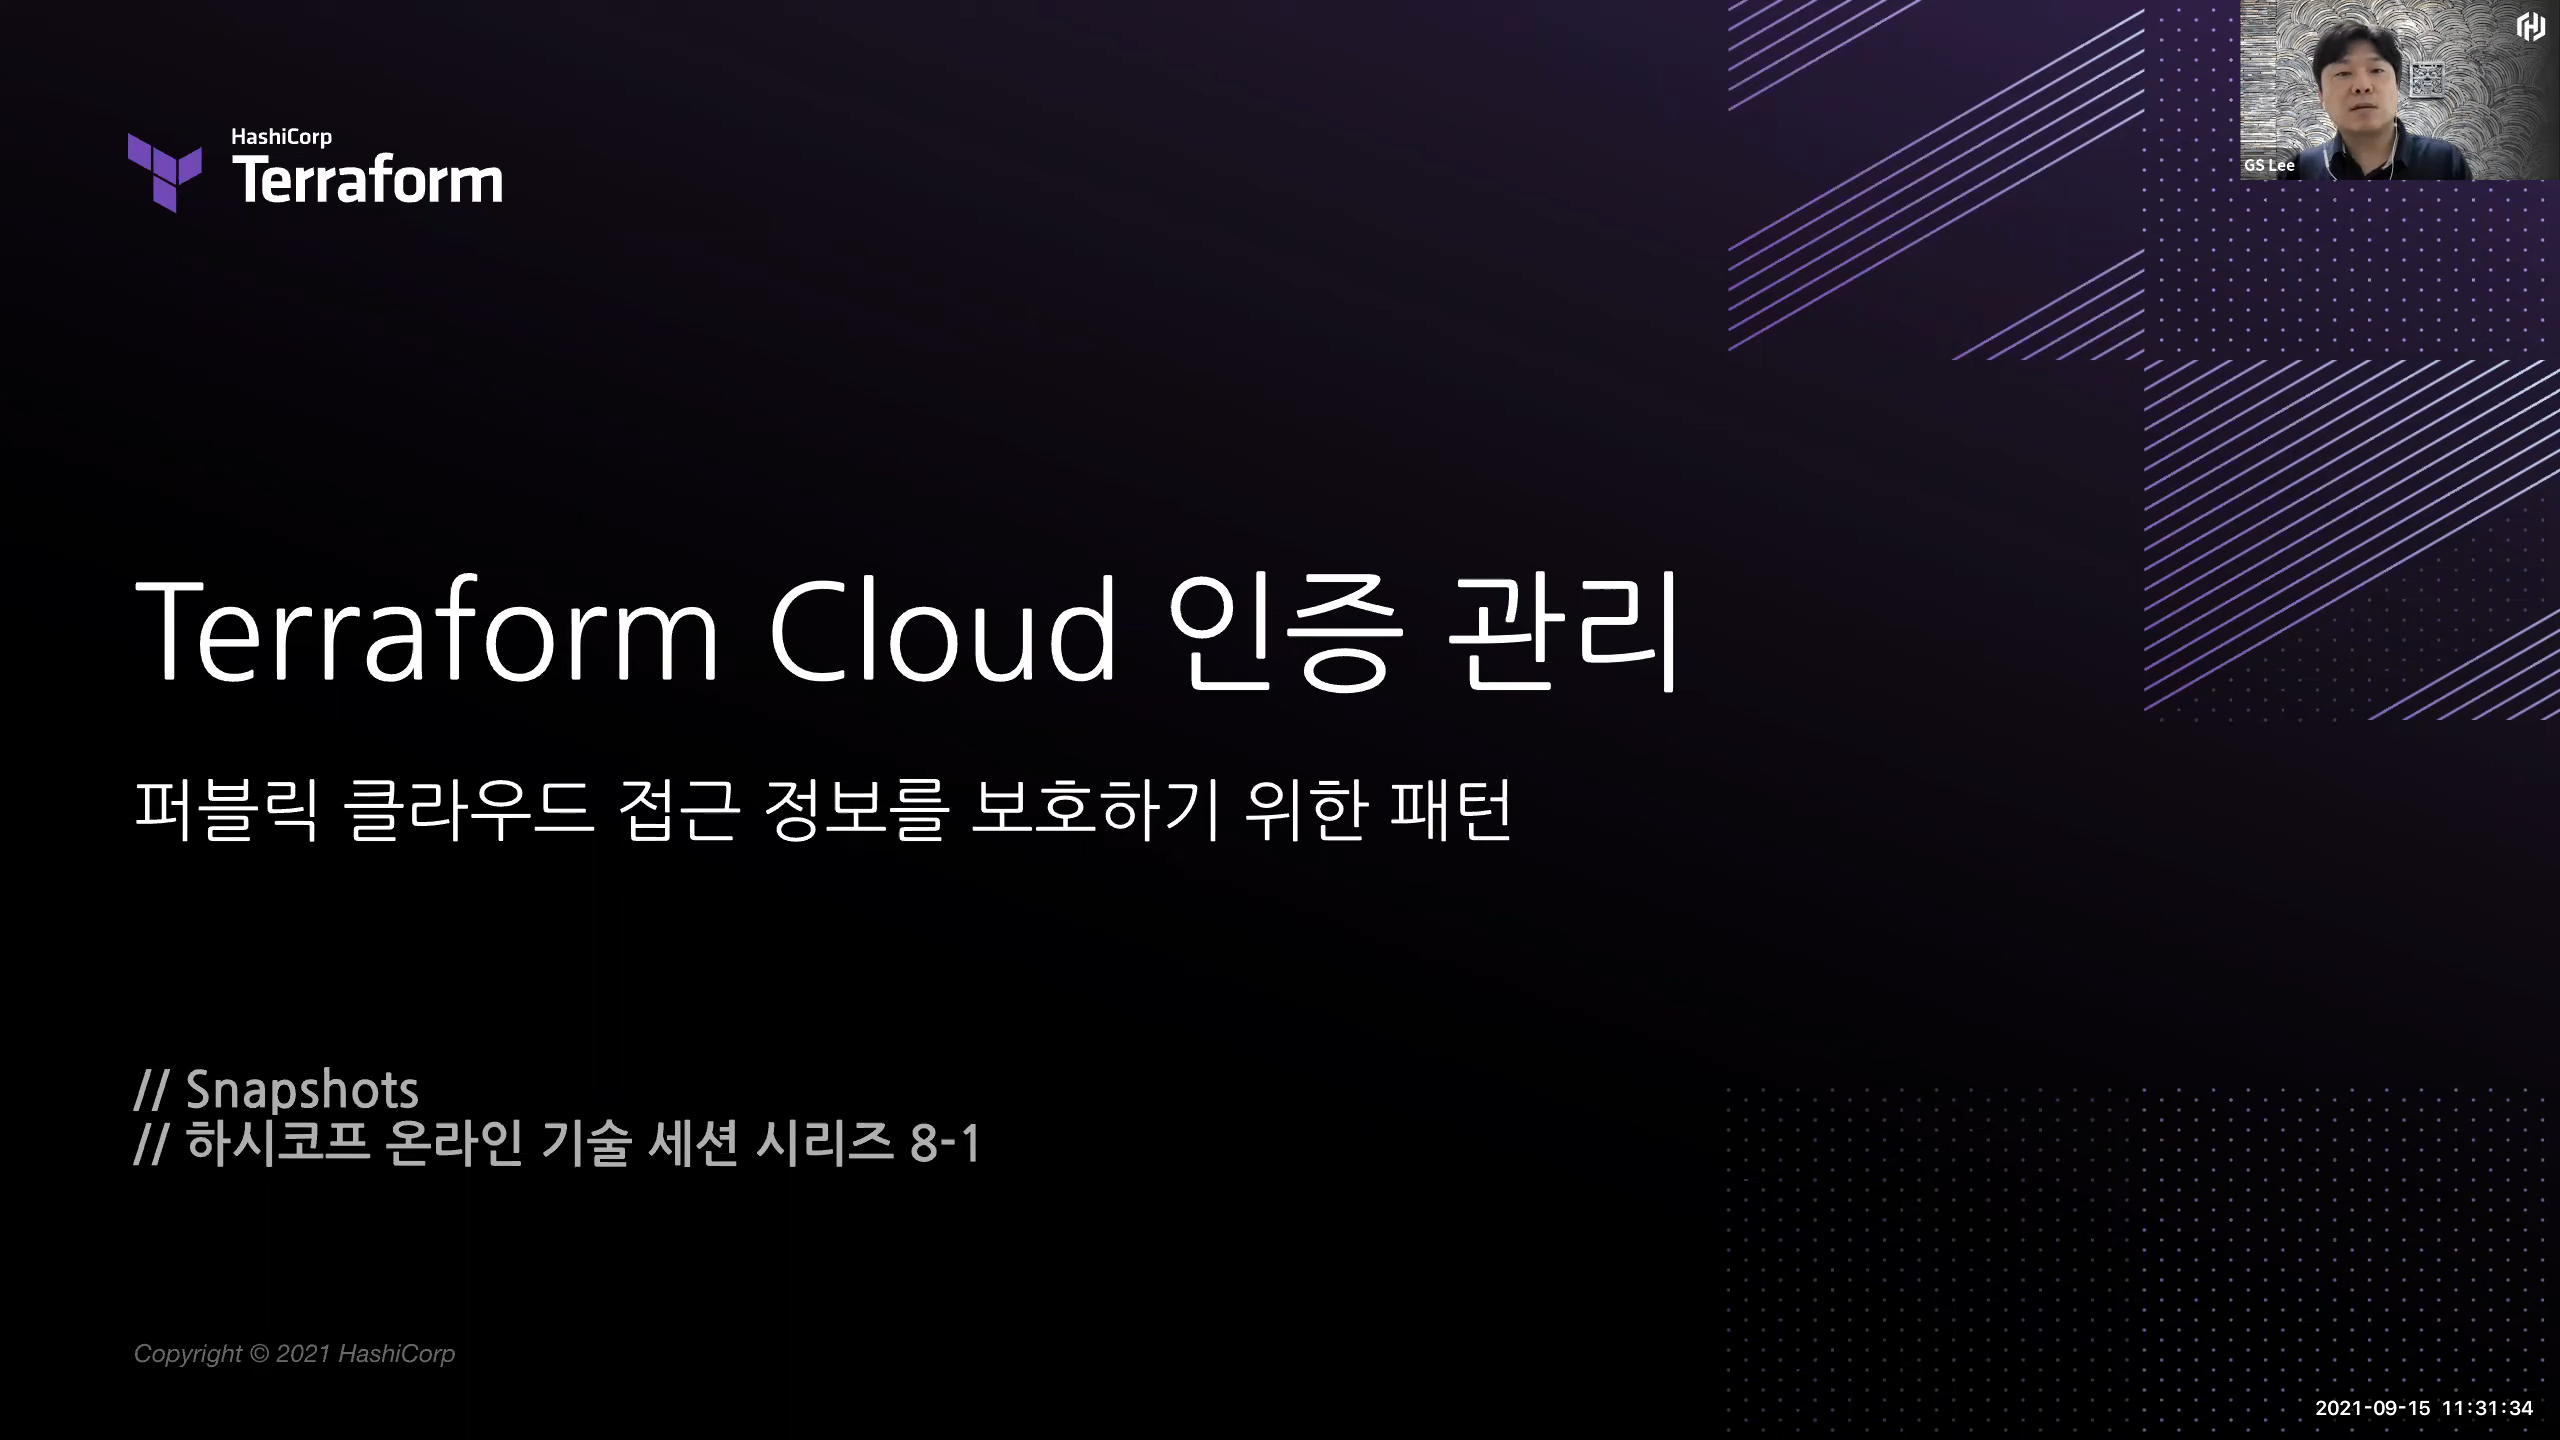 HashiCorp
Terraform
GS Lee
Terraform Cloud 인증 관리
퍼블릭 클라우드 접근 정보를 보호하기 위한 패턴
// Snapshots
// 하시코프 온라인 기술 세션 시리즈 8-1
Copyright © 2021 HashiCorp
2021-09-15 11:31:34